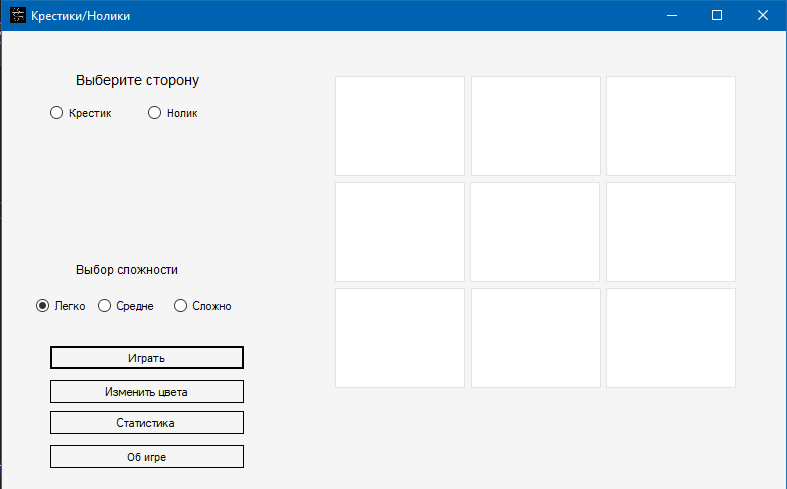 Крестики/Нолики
Выберите сторону
Крестик Нолик
Выбор сложности
Легко Средне Сложно
Играть
Изменить цвета
Статистика
Об игре